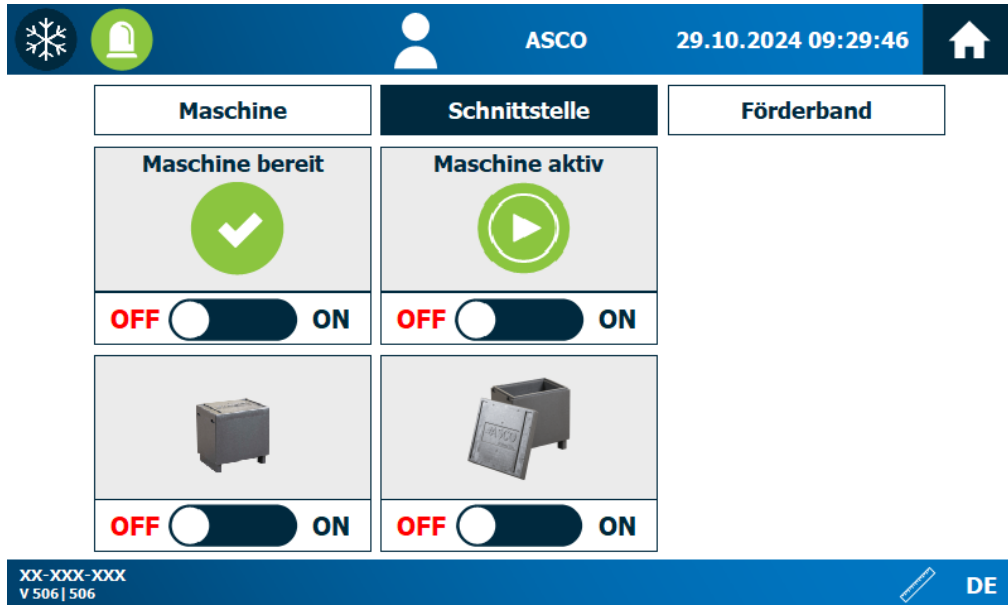 ASCO 29.10.2024 09:29:46
Maschine Schnittstelle Förderband
Maschine bereit Maschine aktiv
OFF ON OFF ON
ASCO
OFF ON OFF ON
XX-XXX-XXX
V 506|506 DE